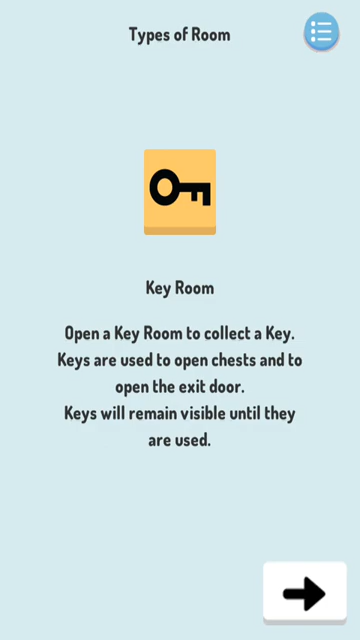 Types of Room
Key Room
Open a Key Room to collect a Key.
Keys are used to open chests and to
open the exit door.
Keys will remain visible until they
are used.